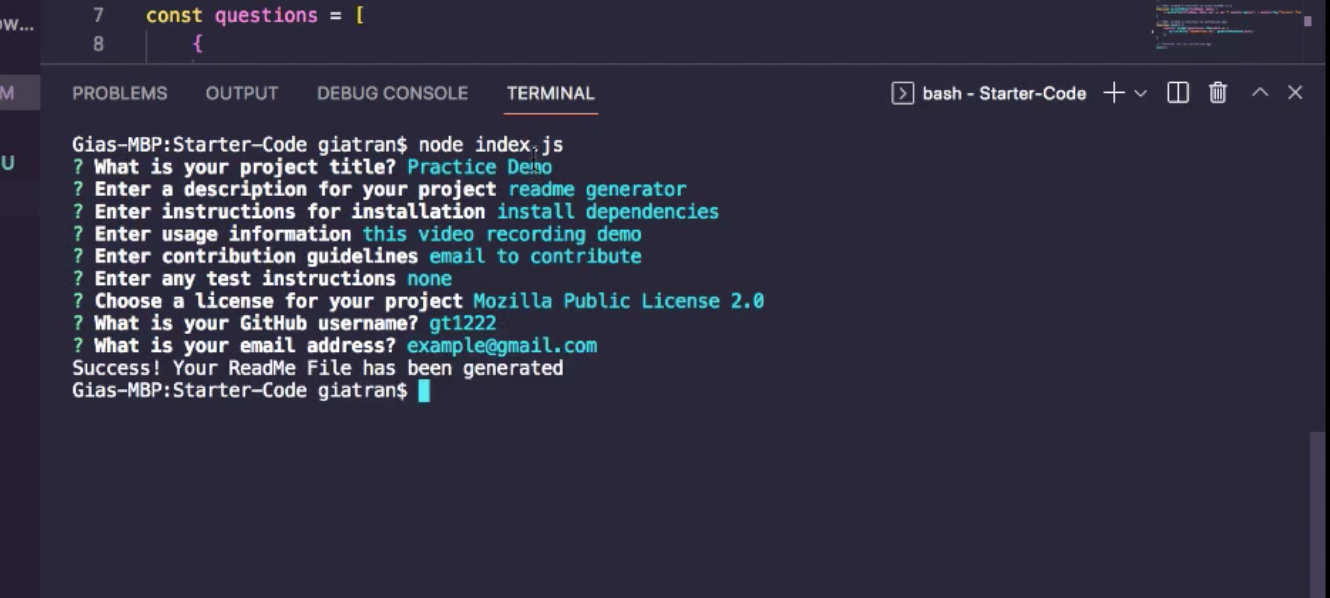 ow...
7 const questions = [
8 {
M
U
PROBLEMS OUTPUT DEBUG CONSOLE TERMINAL bash - Starter-Code
Gias-MBP:Starter-Code giatran$ node index.js
? What is your project title? Practice Demo
? Enter a description for your project readme generator
? Enter instructions for installation install dependencies
? Enter usage information this video recording demo
? Enter contribution guidelines email to contribute
? Enter any test instructions none
? Choose a license for your project Mozilla Public License 2.0
? What is your GitHub username? gt1222
? What is your email address? example@gmail.com
Success! Your ReadMe File has been generated
Gias-MBP:Starter-Code giatran$